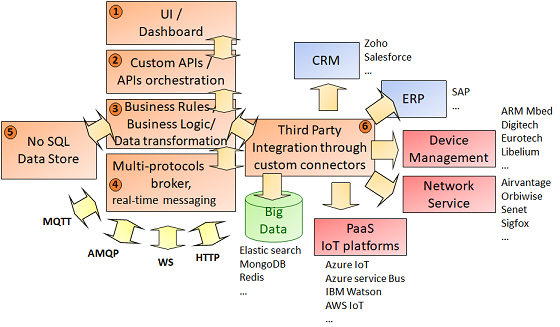 1
UI /
Dashboard
2
Custom APIs /
APIs orchestration
3
Business Rules /
Business Logic/
Data transformation
Multi-protocols
4
broker,
real-time messaging
5
No SQL
Data Store
MQTT
AMQP
WS
HTTP
6
Third Party
Integration through
custom connectors
CRM
Zoho
Salesforce
...
ERP
SAP
...
Device
Management
ARM Mbed
Digitech
Eurotech
Libelium
...
Network
Service
Airvantage
Orbiwise
Senet
Sigfox
...
Big
Data
Elastic search
MongoDB
Redis
...
PaaS
IoT platforms
Azure IoT
Azure service Bus
IBM Watson
AWS IoT
...